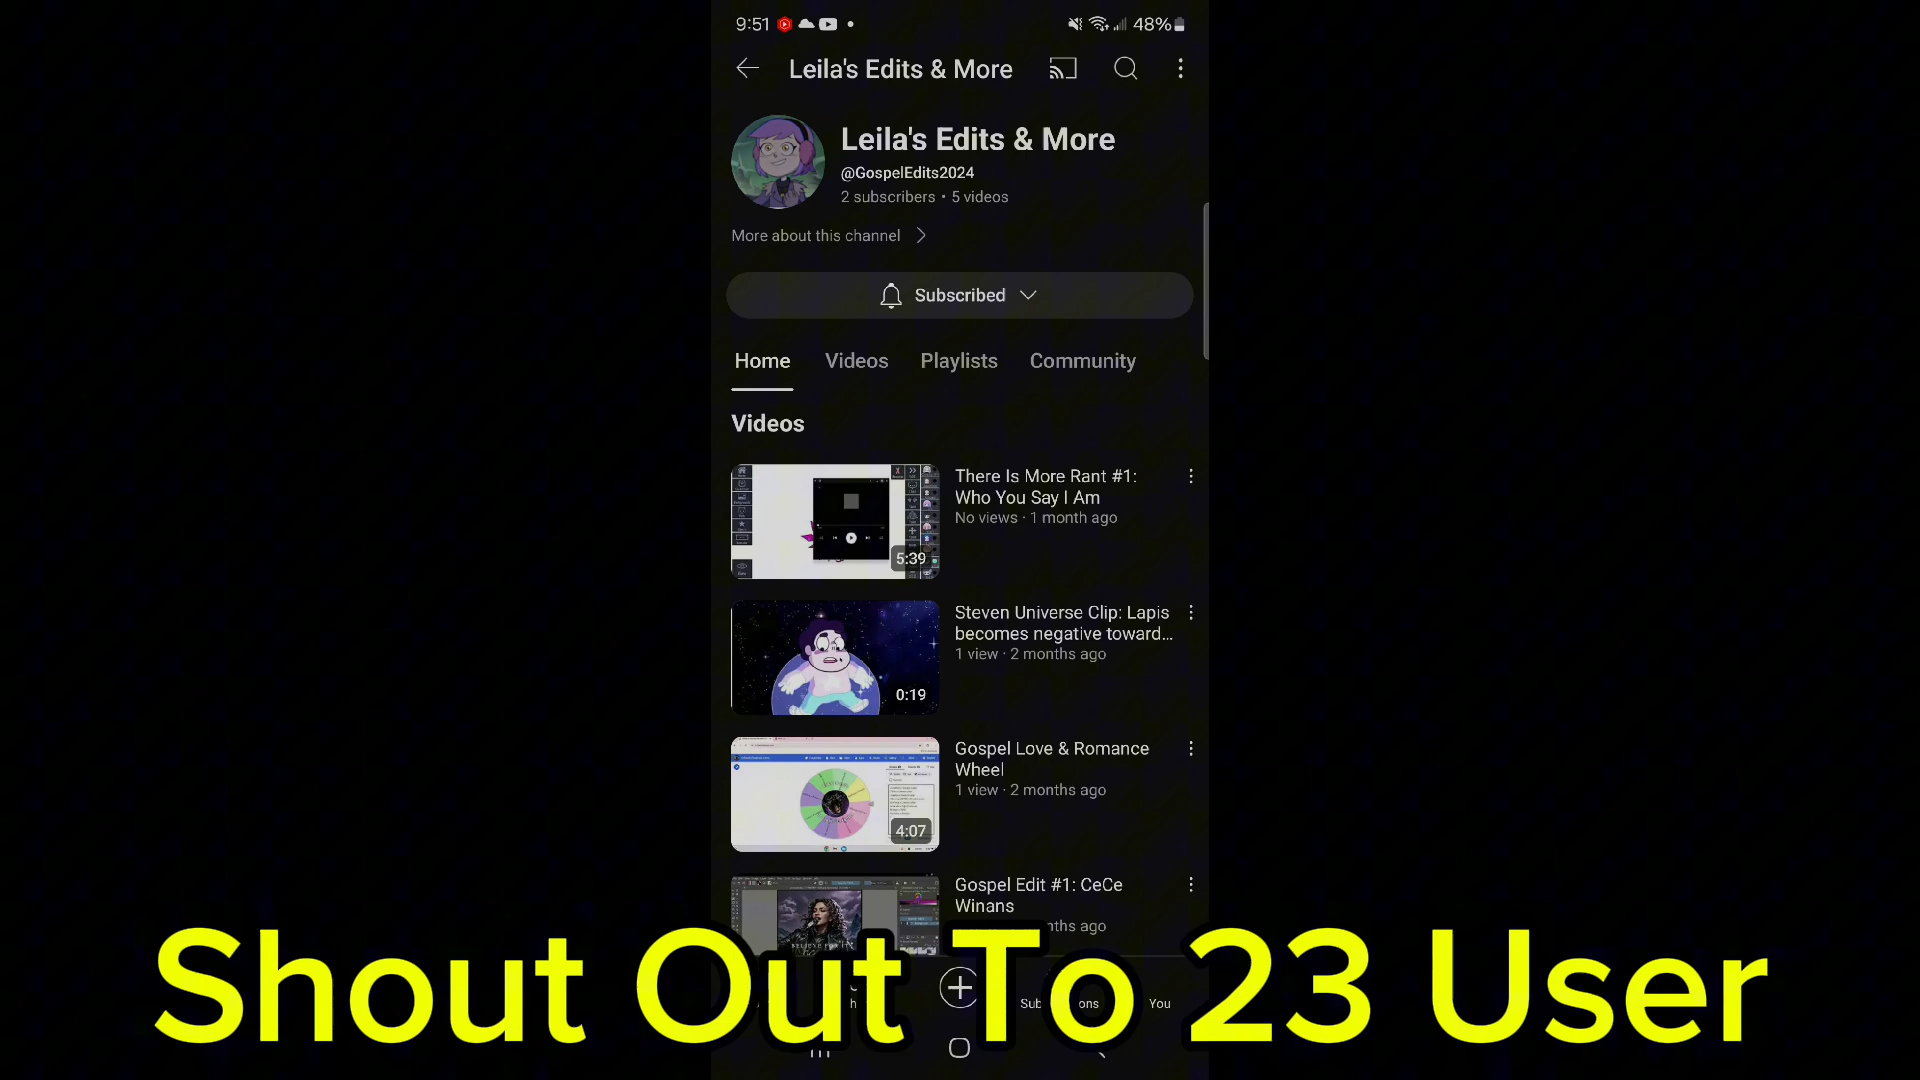 9:51 48%
Leila's Edits & More
Leila's Edits & More
@GospelEdits2024
2 subscribers • 5 videos
More about this channel
Subscribed
Home Videos Playlists Community
Videos
There Is More Rant #1:
Who You Say I Am
No views · 1 month ago
5:39
Steven Universe Clip: Lapis
becomes negative toward...
1 view · 2 months ago
0:19
Gospel Love & Romance
Wheel
1 view · 2 months ago
4:07
Gospel Edit #1: CeCe
Winans
BELIEVE FOR IT
You
Shout Out To 23 User